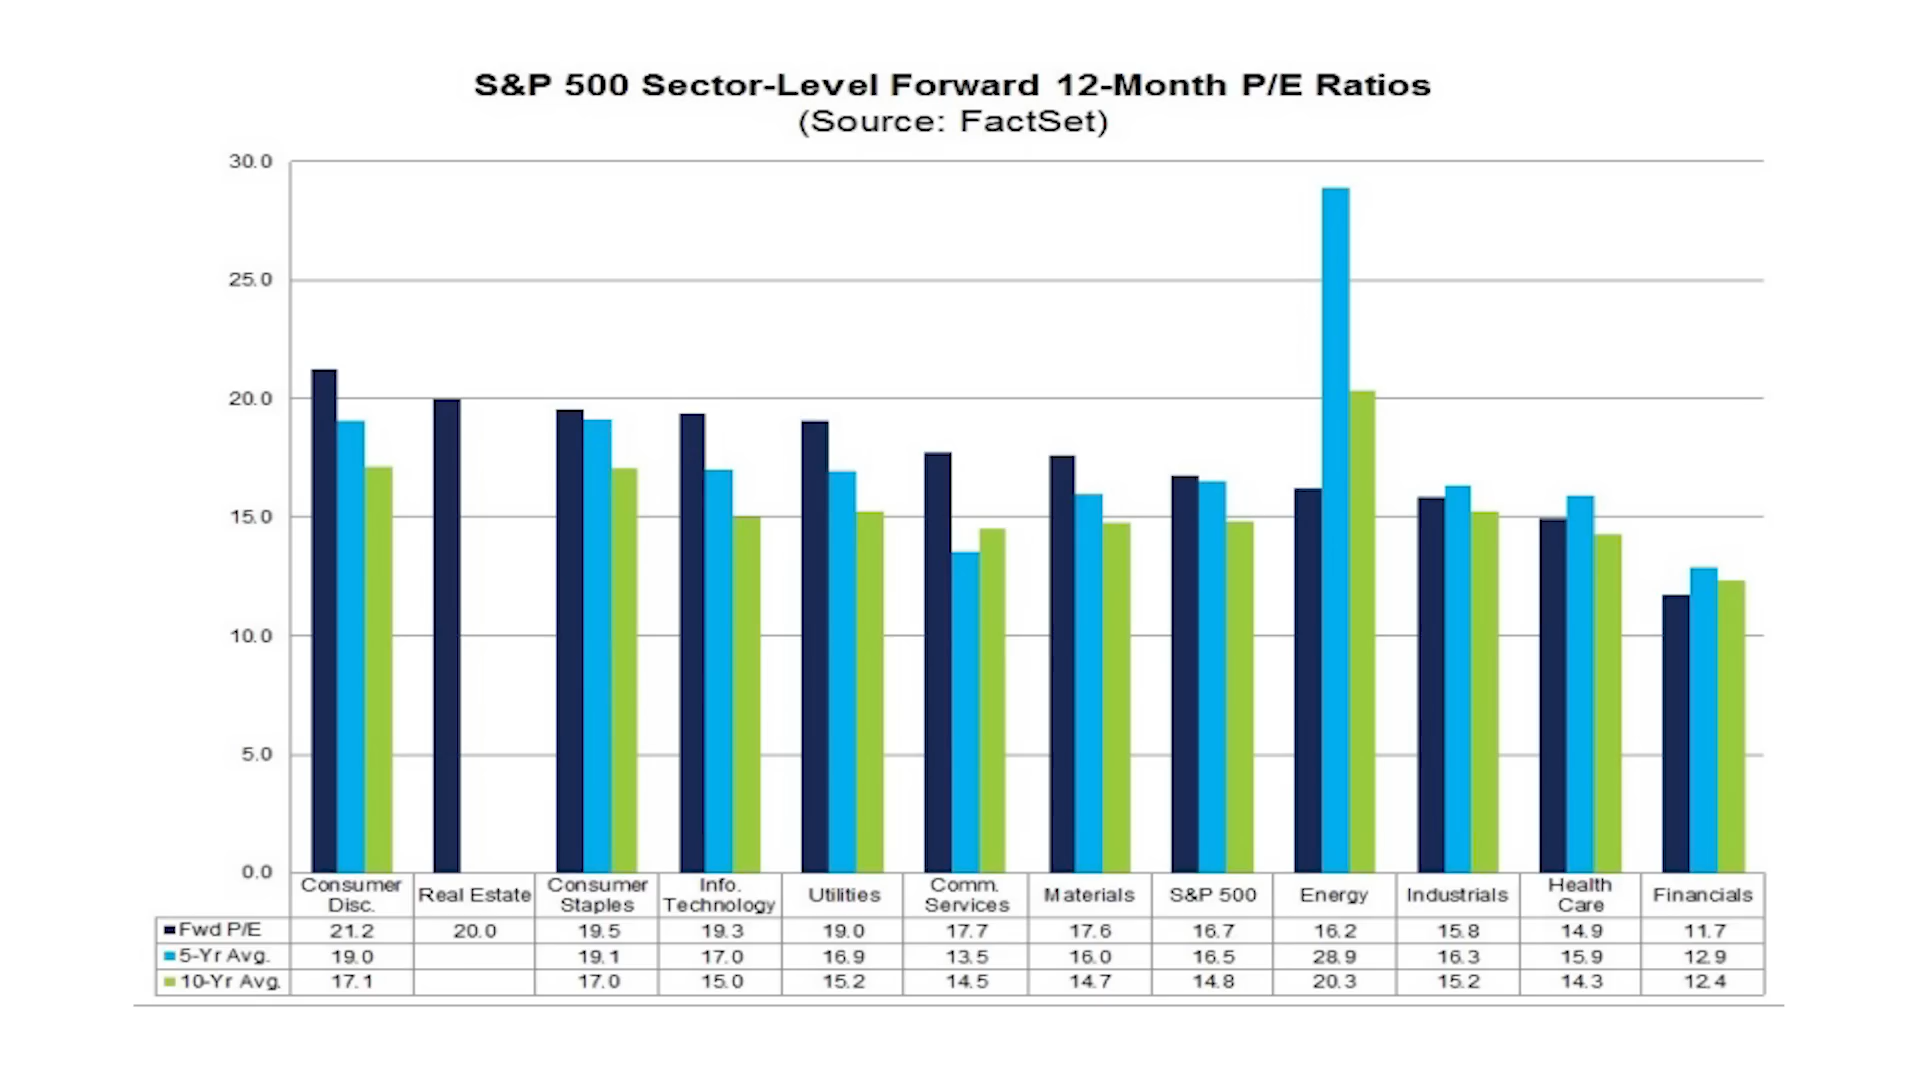 S&P 500 Sector-Level Forward 12-Month P/E Ratios
(Source: FactSet)
30.0
25.0
20.0
15.0
10.0
5.0
0.0
Consumer Disc. Real Estate Consumer Staples Info. Technology Utilities Comm. Services Materials S&P 500 Energy Industrials Health Care Financials
Fwd P/E 21.2 20.0 19.5 19.3 19.0 17.7 17.6 16.7 16.2 15.8 14.9 11.7
5-Yr Avg. 19.0 19.1 17.0 16.9 13.5 16.0 16.5 28.9 16.3 15.9 12.9
10-Yr Avg. 17.1 17.0 15.0 15.2 14.5 14.7 14.8 20.3 15.2 14.3 12.4